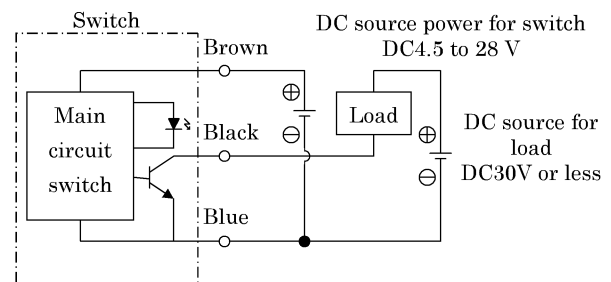 Switch
DC source power for switch
DC4.5 to 28 V
Brown
Main
circuit
switch
Load
Black
DC source for
load
DC30V or less
Blue